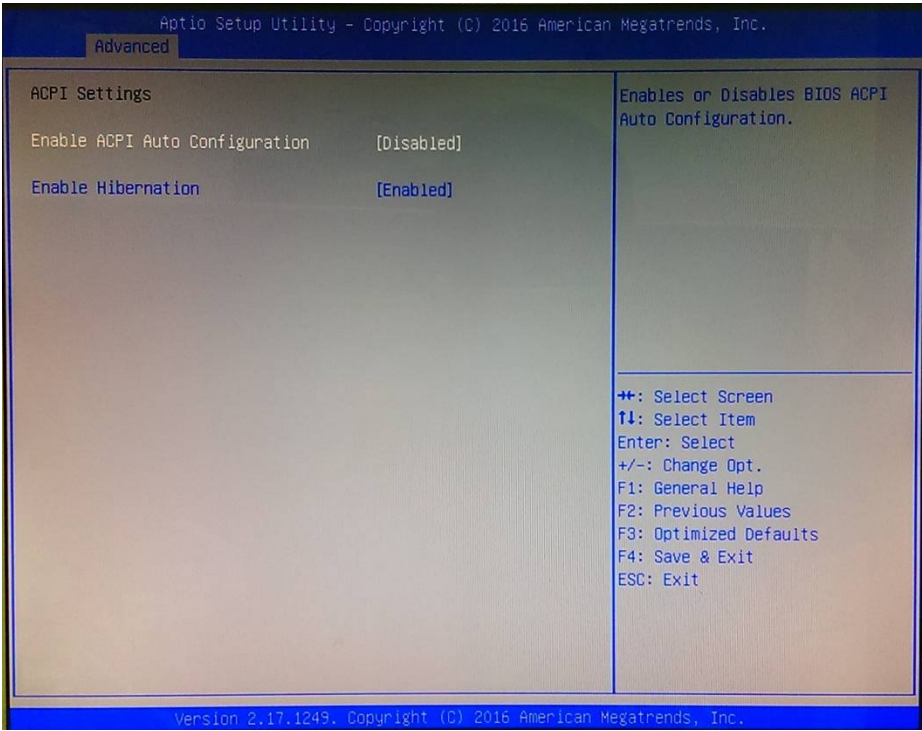 Aptio Setup Utility – Copyright (C) 2016 American Megatrends, Inc.
Advanced
ACPI Settings
Enable ACPI Auto Configuration [Disabled]
Enable Hibernation [Enabled]
Enables or Disables BIOS ACPI
Auto Configuration.
→←: Select Screen
↑↓: Select Item
Enter: Select
+/-: Change Opt.
F1: General Help
F2: Previous Values
F3: Optimized Defaults
F4: Save & Exit
ESC: Exit
Version 2.17.1249. Copyright (C) 2016 American Megatrends, Inc.